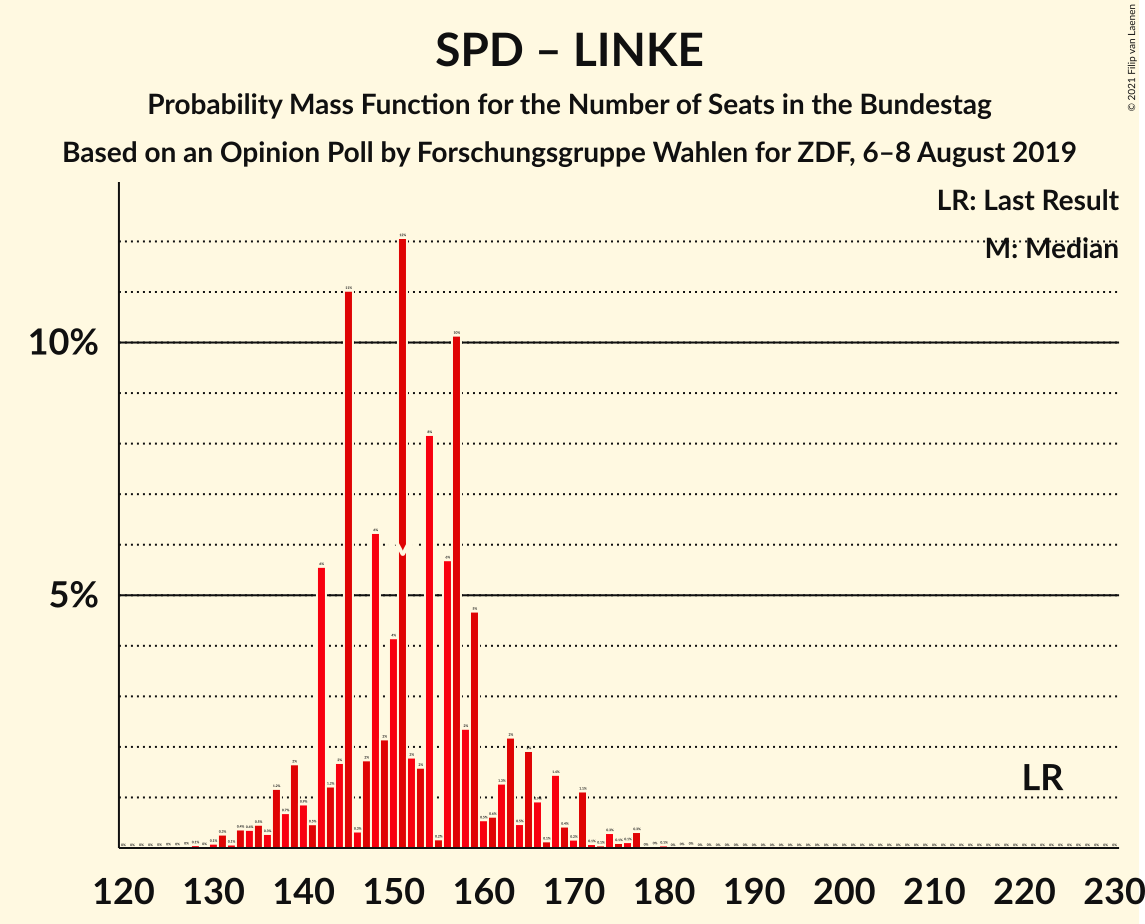 SPD – LINKE
Probability Mass Function for the Number of Seats in the Bundestag
Based on an Opinion Poll by Forschungsgruppe Wahlen for ZDF, 6–8 August 2019
© 2021 Filip van Laenen
LR: Last Result
M: Median
10%
5%
LR
120 130 140 150 160 170 180 190 200 210 220 230